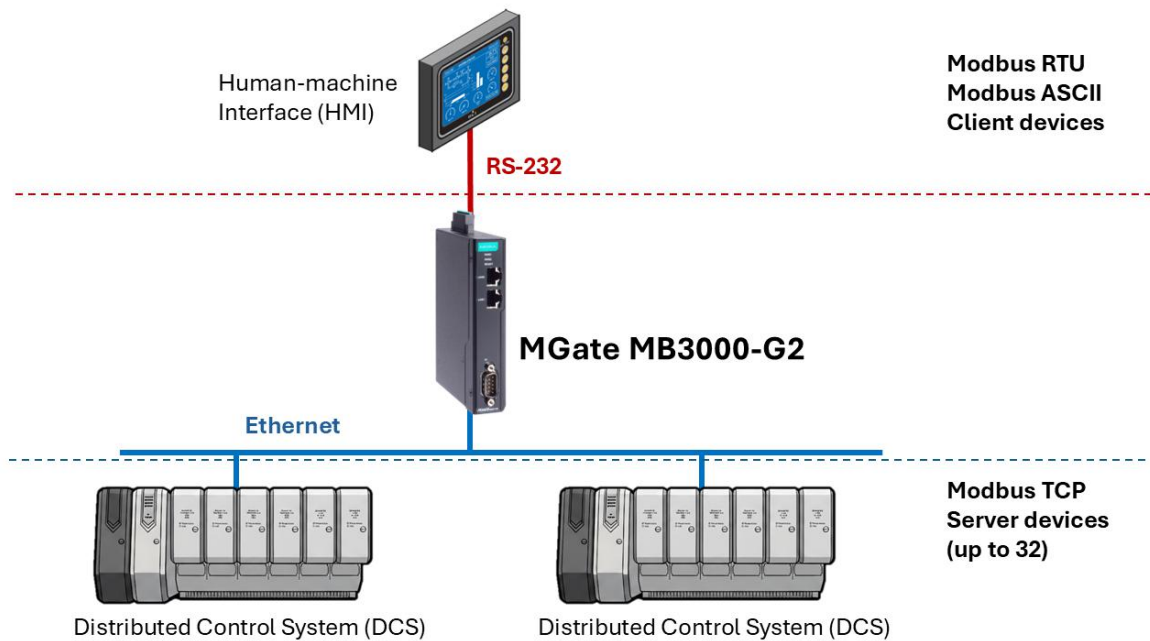 Human-machine
Interface (HMI)
Modbus RTU
Modbus ASCII
Client devices
RS-232
MGate MB3000-G2
Ethernet
Modbus TCP
Server devices
(up to 32)
Distributed Control System (DCS)
Distributed Control System (DCS)